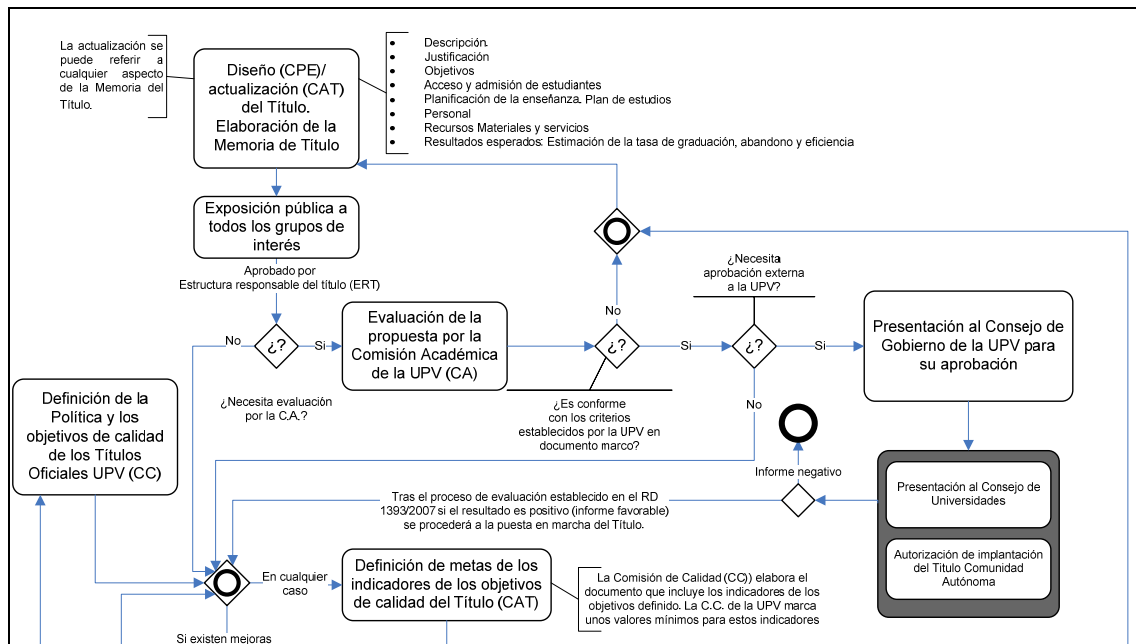 La actualización se
puede referir a
cualquier aspecto
de la Memoria del
Título.
Diseño (CPE)/
actualización (CAT)
del Título.
Elaboración de la
Memoria de Titulo
• Descripción.
• Justificación
• Objetivos
• Acceso y admisión de estudiantes
• Planificación de la enseñanza. Plan de estudios
• Personal
• Recursos Materiales y servicios
• Resultados esperados: Estimación de la tasa de graduación, abandono y eficiencia
Exposición pública a
todos los grupos de
interés
Aprobado por
Estructura responsable del título (ERT)
¿Necesita
aprobación externa
a la UPV?
No
¿?
Si
Evaluación de la
propuesta por la
Comisión Académica
de la UPV (CA)
No
¿?
Si
¿?
Si
Presentación al Consejo de
Gobierno de la UPV para
su aprobación
¿Necesita evaluación
por la C.A.?
¿Es conforme
con los criterios
establecidos por la UPV en
documento marco?
No
Definición de la
Política y los
objetivos de calidad
de los Títulos
Oficiales UPV (CC)
Informe negativo
Presentación al Consejo de
Universidades
Autorización de implantación
del Titulo Comunidad
Autónoma
Tras el proceso de evaluación establecido en el RD
1393/2007 si el resultado es positivo (informe favorable)
se procederá a la puesta en marcha del Título.
En cualquier
caso
Definición de metas de los
indicadores de los objetivos
de calidad del Título (CAT)
La Comisión de Calidad (CC)) elabora el
documento que incluye los indicadores de los
objetivos definido. La C.C. de la UPV marca
unos valores mínimos para estos indicadores
Si existen mejoras